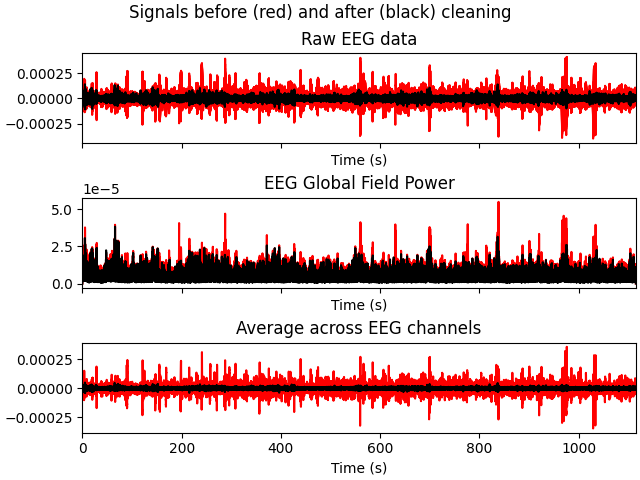 Signals before (red) and after (black) cleaning
Raw EEG data
0.00025
0.00000
−0.00025
Time (s)
EEG Global Field Power
1e−5
5.0
2.5
0.0
Time (s)
Average across EEG channels
0.00025
0.00000
−0.00025
0 200 400 600 800 1000
Time (s)